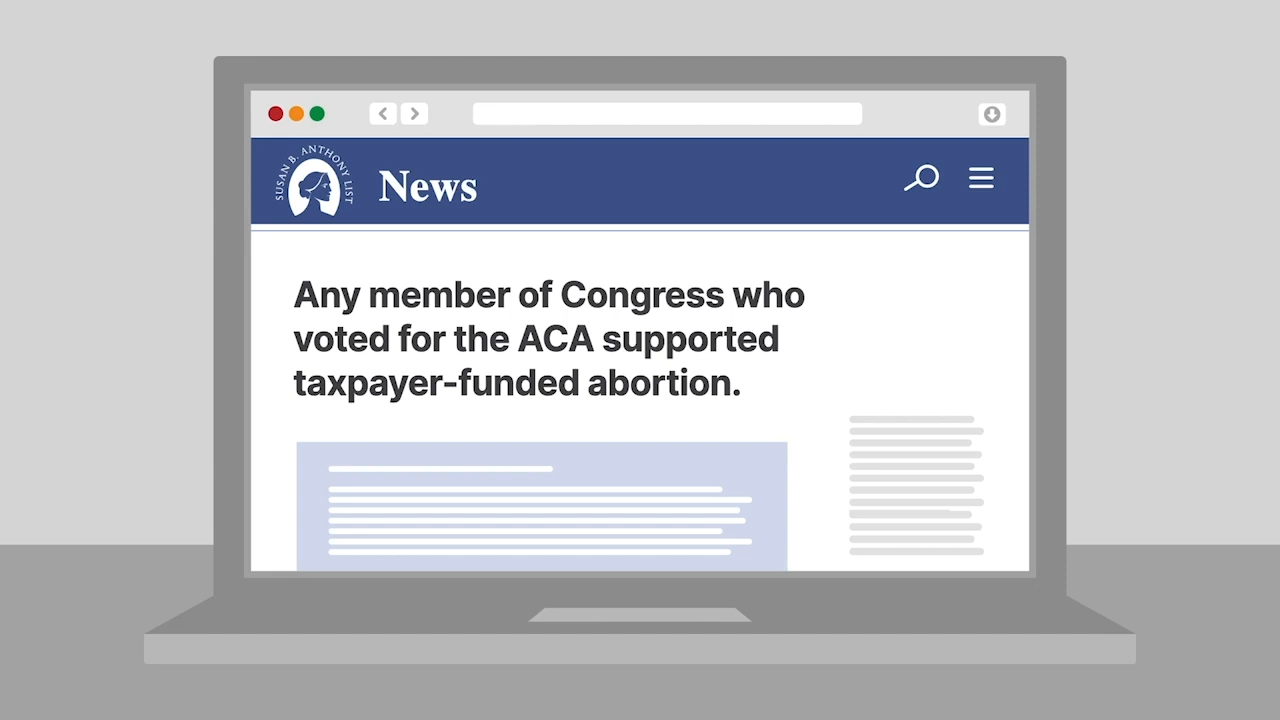 SUSAN B. ANTHONY LIST
News
Any member of Congress who
voted for the ACA supported
taxpayer-funded abortion.